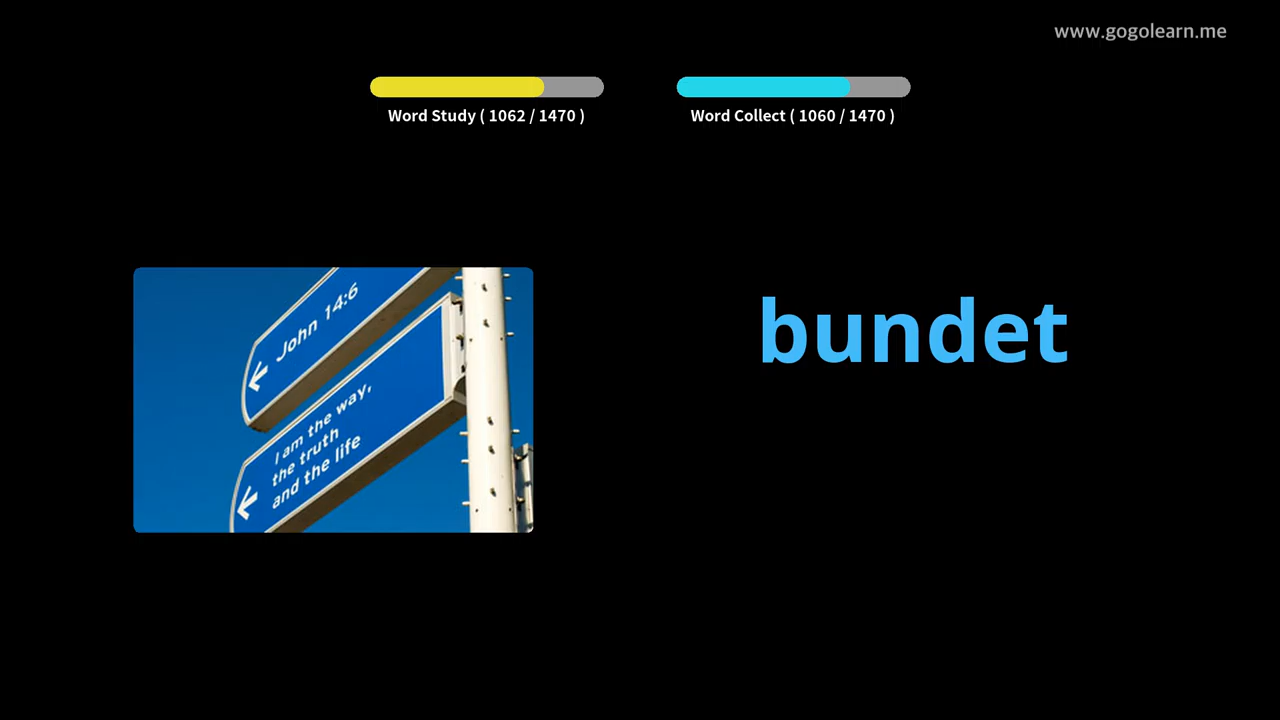 www.gogolearn.me
Word Study ( 1062 / 1470 )
Word Collect ( 1060 / 1470 )
John 14:6
I am the way,
the truth
and the life
bundet